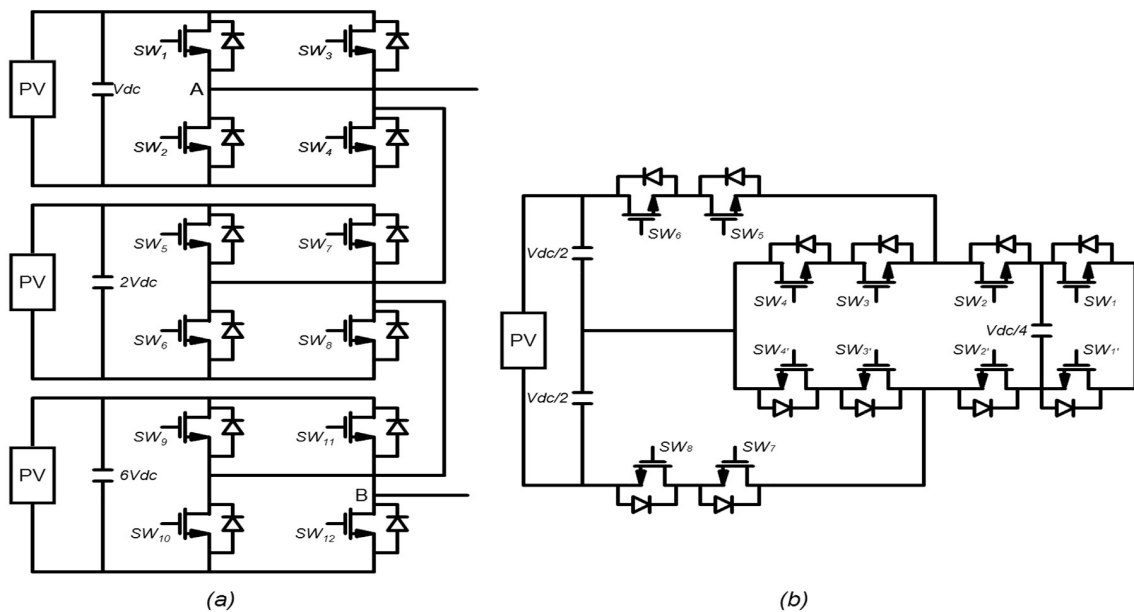 PV
Vdc
SW₁
SW₃
A
SW₂
SW₄
PV
2Vdc
SW₅
SW₇
SW₆
SW₈
PV
6Vdc
SW₉
SW₁₁
B
SW₁₀
SW₁₂
(a)
PV
Vdc/2
Vdc/2
SW₆
SW₅
SW₄
SW₃
SW₂
SW₁
Vdc/4
SW₄'
SW₃'
SW₂'
SW₁'
SW₈
SW₇
(b)